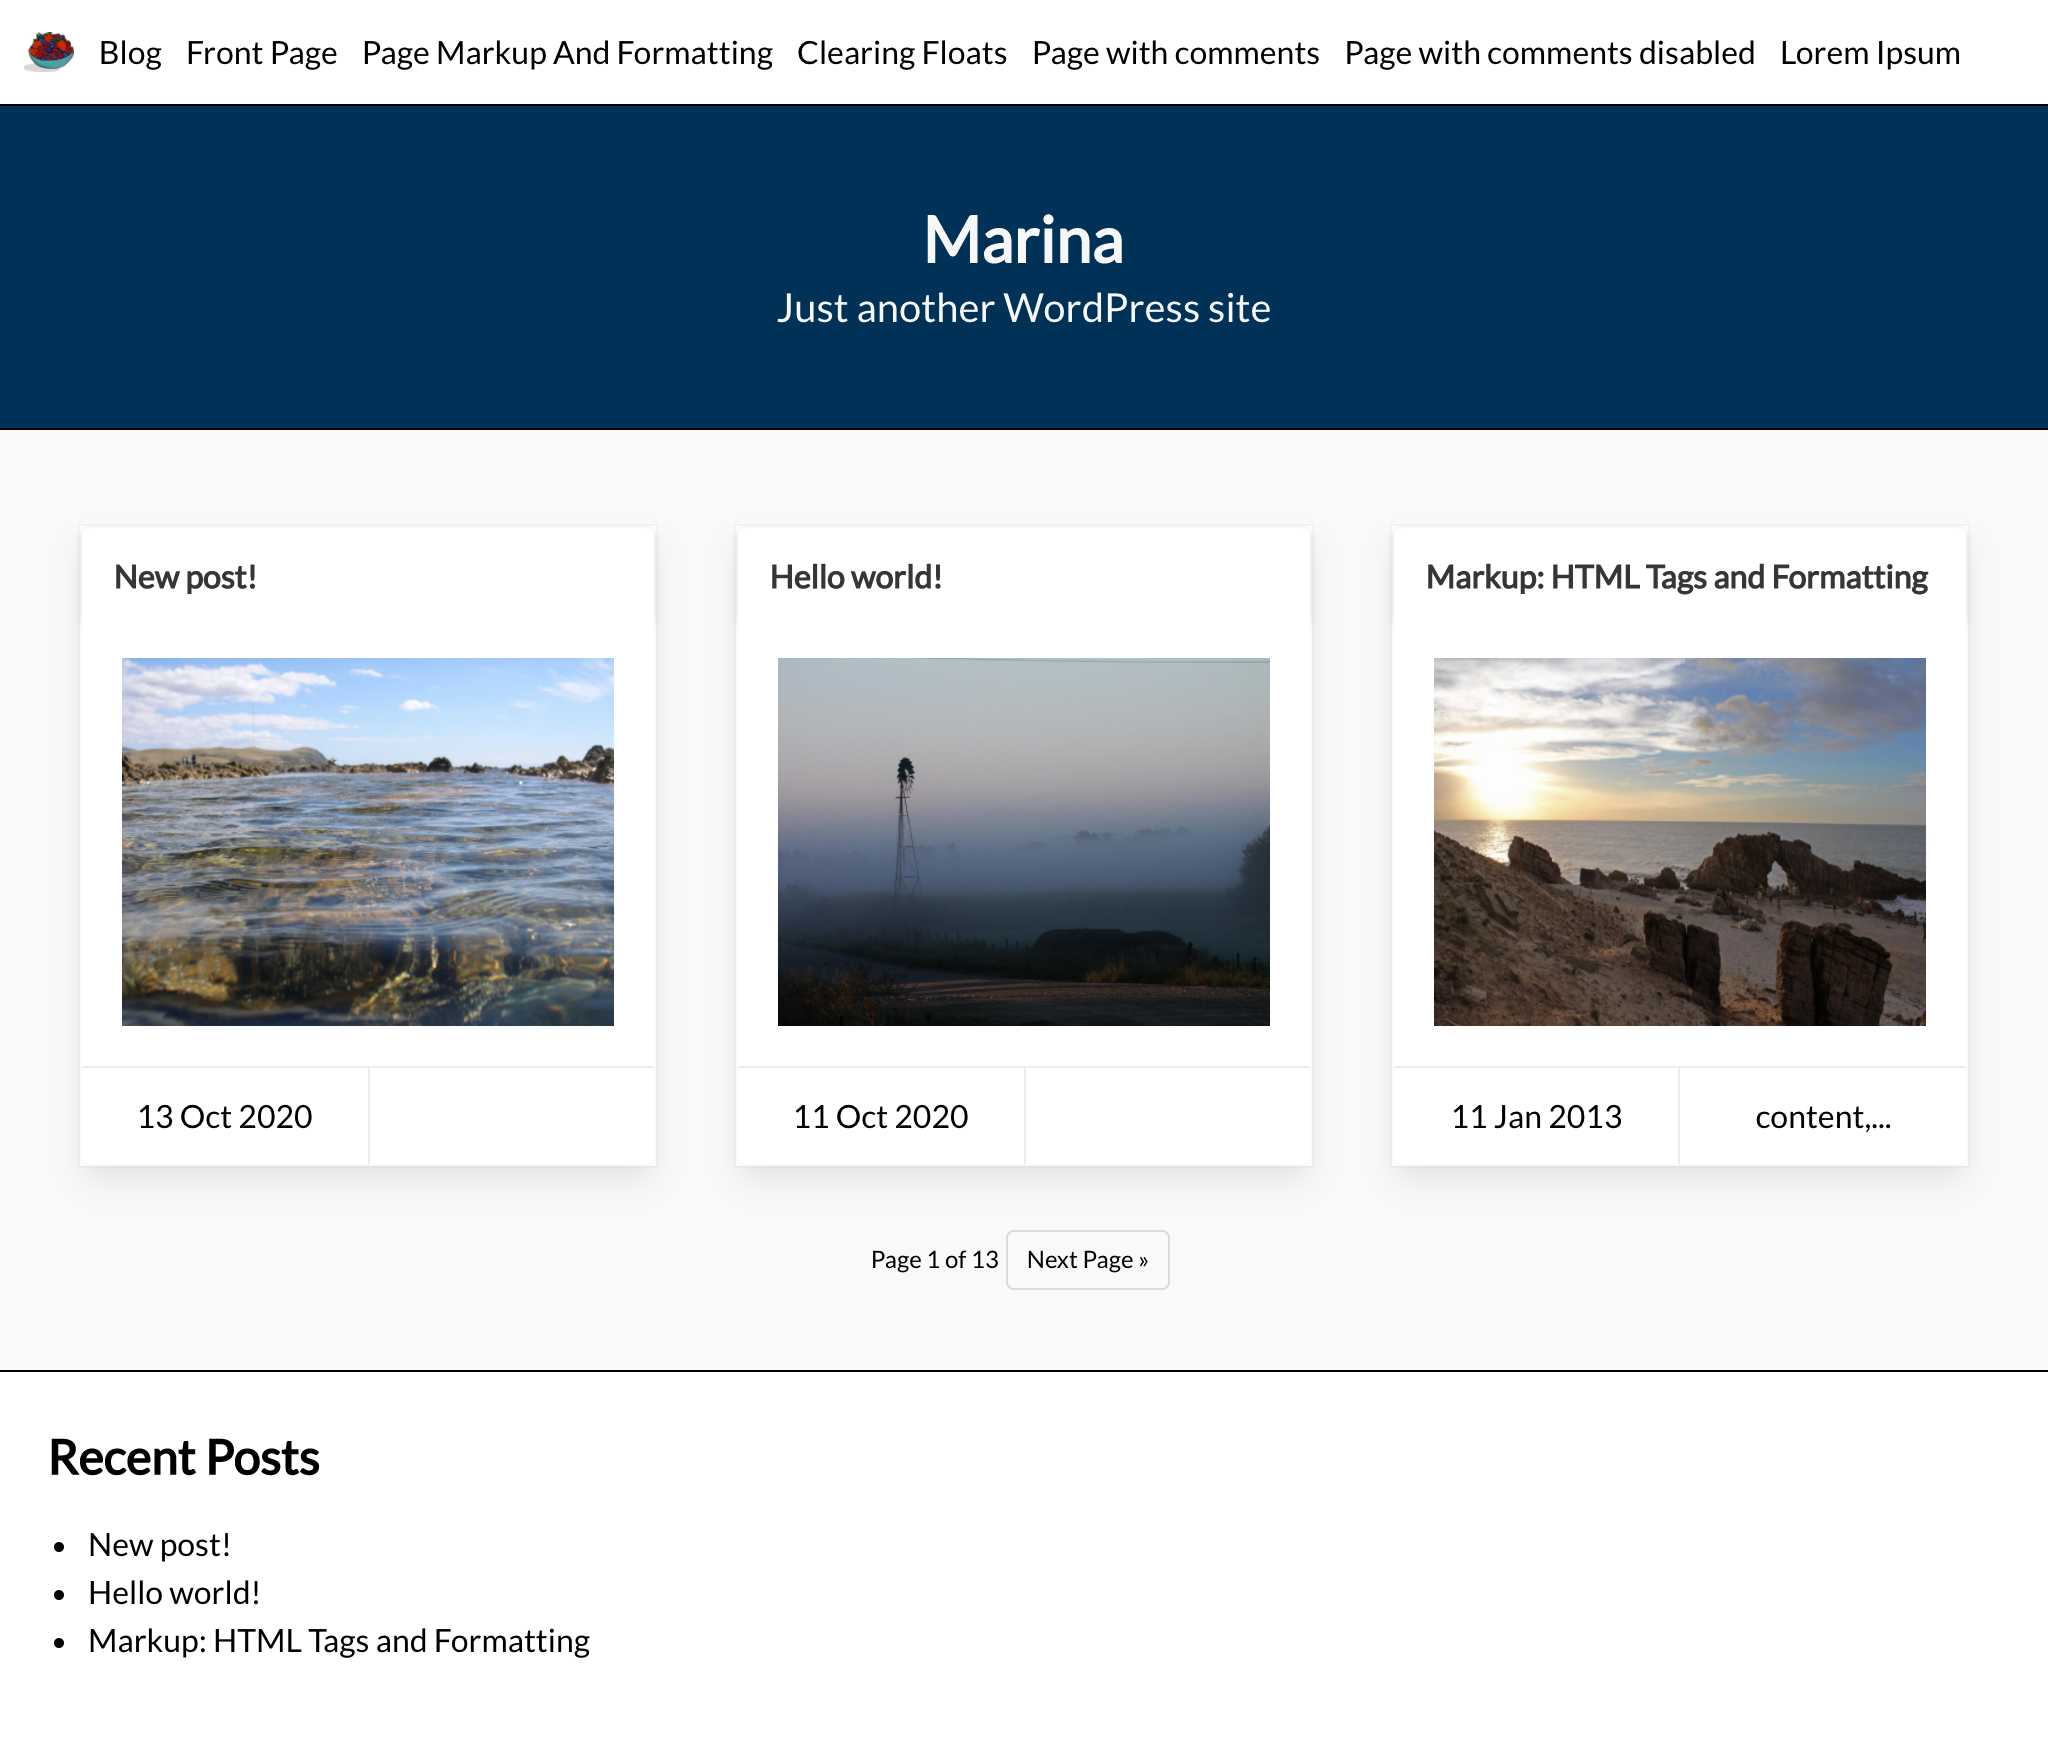 Blog Front Page Page Markup And Formatting Clearing Floats Page with comments Page with comments disabled Lorem Ipsum
Marina
Just another WordPress site
New post!
Hello world!
Markup: HTML Tags and Formatting
13 Oct 2020
11 Oct 2020
11 Jan 2013
content,...
Page 1 of 13 Next Page »
Recent Posts
New post!
Hello world!
Markup: HTML Tags and Formatting